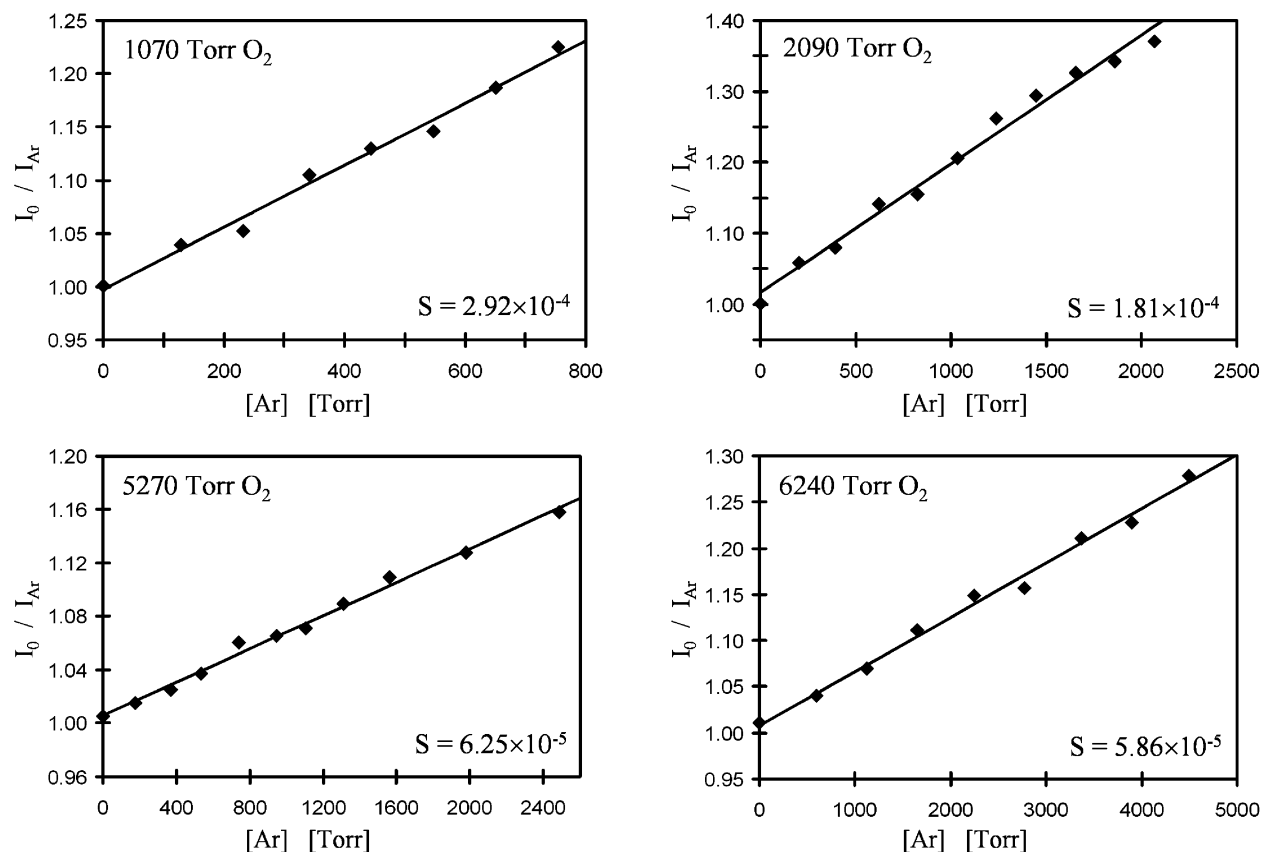 1070 Torr O₂
I₀ / I_Ar
1.25
1.20
1.15
1.10
1.05
1.00
0.95
S = 2.92×10⁻⁴
0 200 400 600 800
[Ar] [Torr]
2090 Torr O₂
I₀ / I_Ar
1.40
1.30
1.20
1.10
1.00
S = 1.81×10⁻⁴
0 500 1000 1500 2000 2500
[Ar] [Torr]
5270 Torr O₂
I₀ / I_Ar
1.20
1.16
1.12
1.08
1.04
1.00
0.96
S = 6.25×10⁻⁵
0 400 800 1200 1600 2000 2400
[Ar] [Torr]
6240 Torr O₂
I₀ / I_Ar
1.30
1.25
1.20
1.15
1.10
1.05
1.00
0.95
S = 5.86×10⁻⁵
0 1000 2000 3000 4000 5000
[Ar] [Torr]